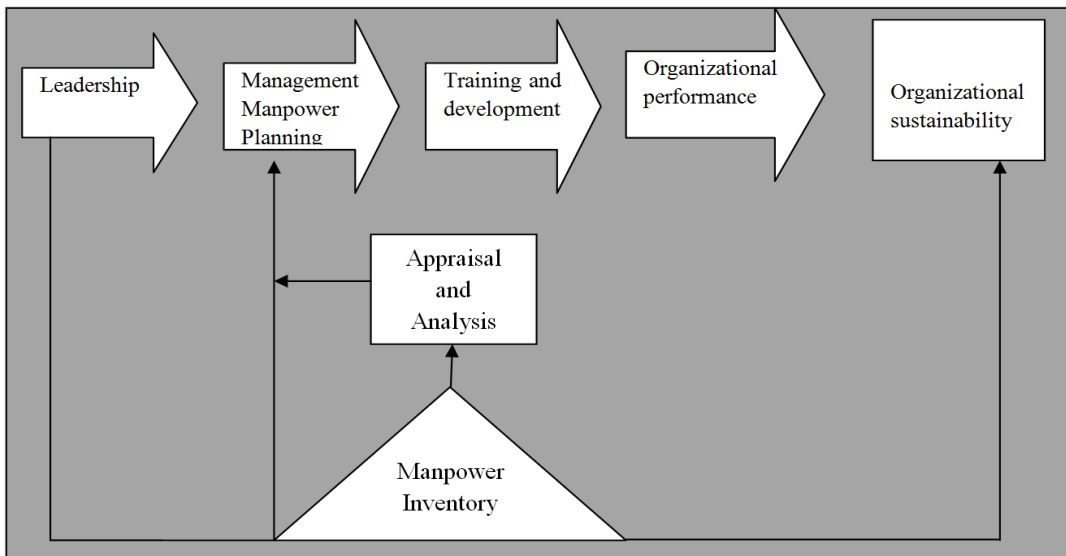 Leadership
Management
Manpower
Planning
Training and
development
Organizational
performance
Organizational
sustainability
Appraisal
and
Analysis
Manpower
Inventory